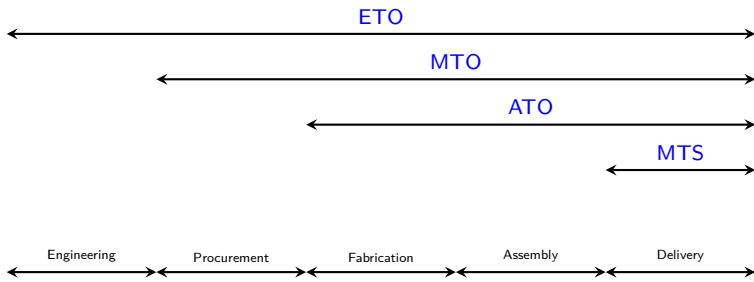 ETO
MTO
ATO
MTS
Engineering Procurement Fabrication Assembly Delivery